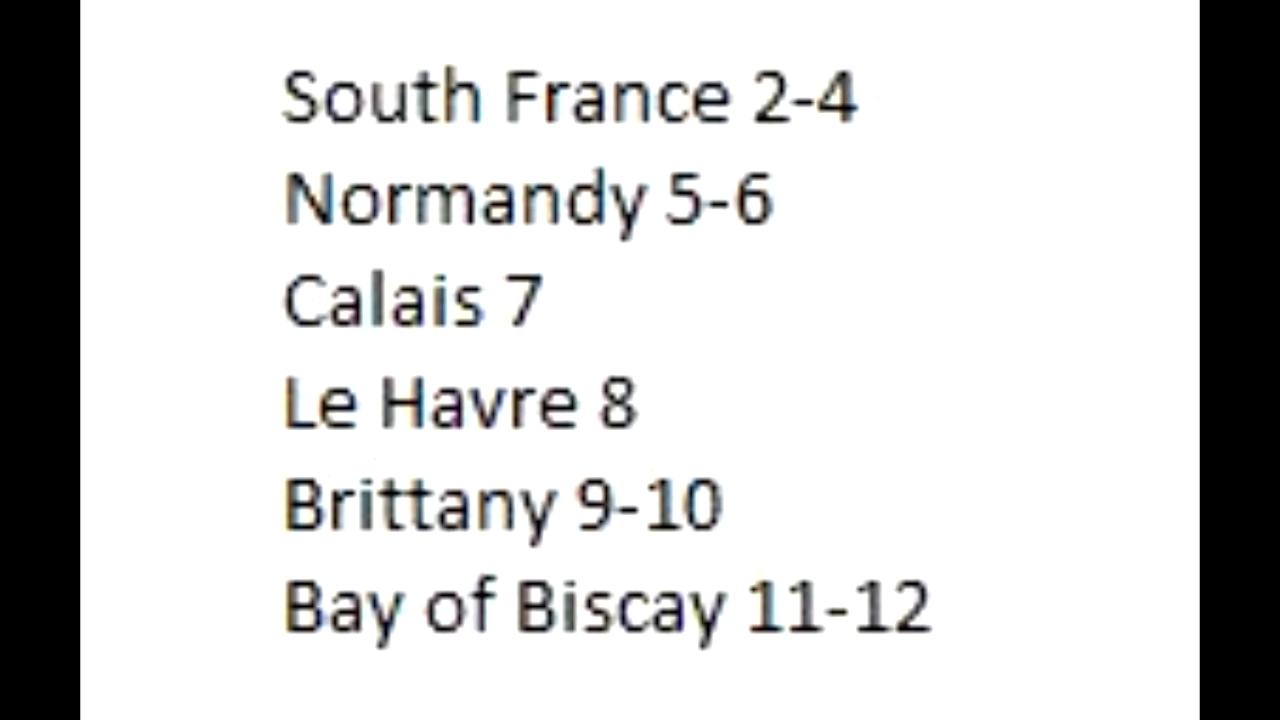 South France 2-4
Normandy 5-6
Calais 7
Le Havre 8
Brittany 9-10
Bay of Biscay 11-12